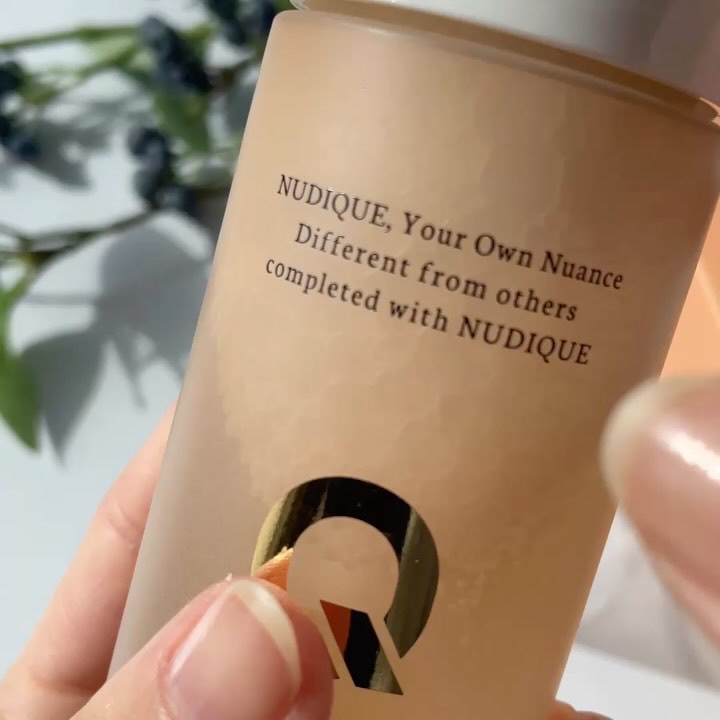 NUDIQUE, Your Own Nuance
Different from others
completed with NUDIQUE
Q